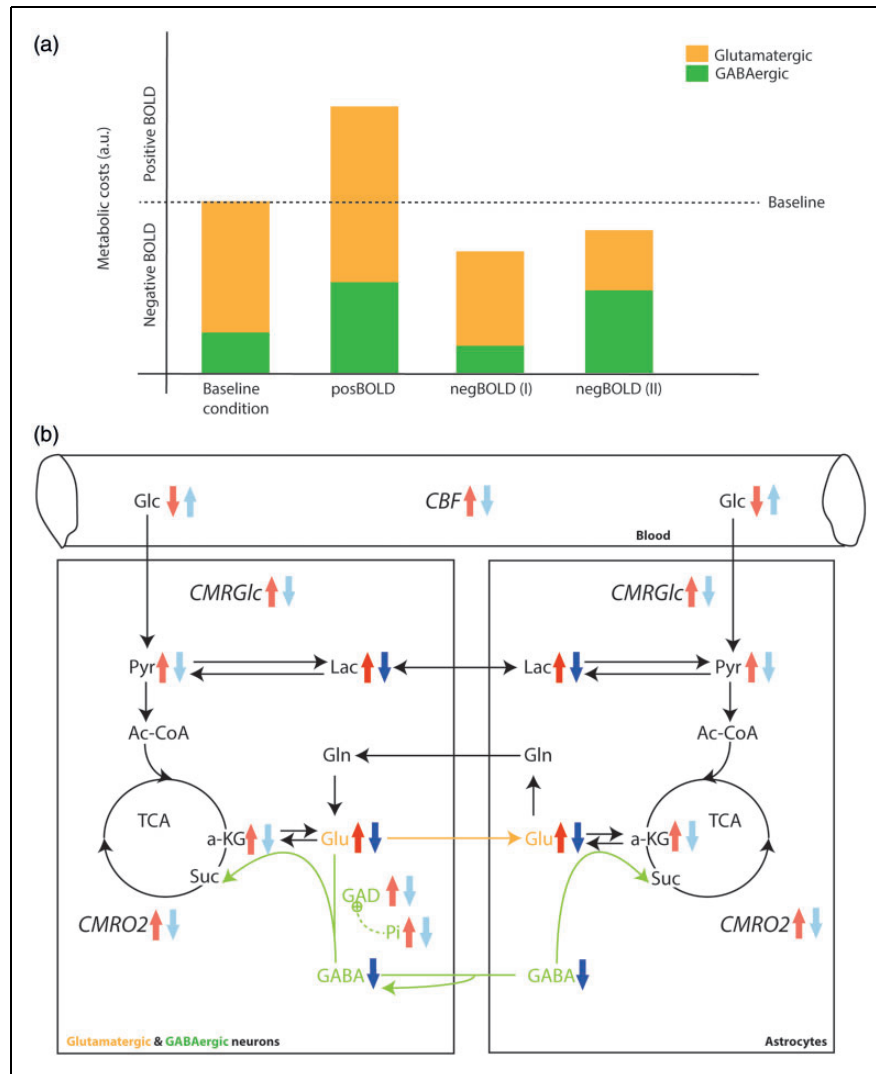 (a)
Glutamatergic
GABAergic
Metabolic costs (a.u.)
Positive BOLD
Negative BOLD
Baseline
Baseline
condition
posBOLD
negBOLD (I)
negBOLD (II)
(b)
Glc
CBF
Glc
Blood
CMRGlc
CMRGlc
Pyr
Lac
Lac
Pyr
Ac-CoA
Ac-CoA
Gln
Gln
TCA
TCA
a-KG
Glu
Glu
a-KG
Suc
Suc
GAD
CMRO2
Pi
CMRO2
GABA
GABA
Glutamatergic & GABAergic neurons
Astrocytes